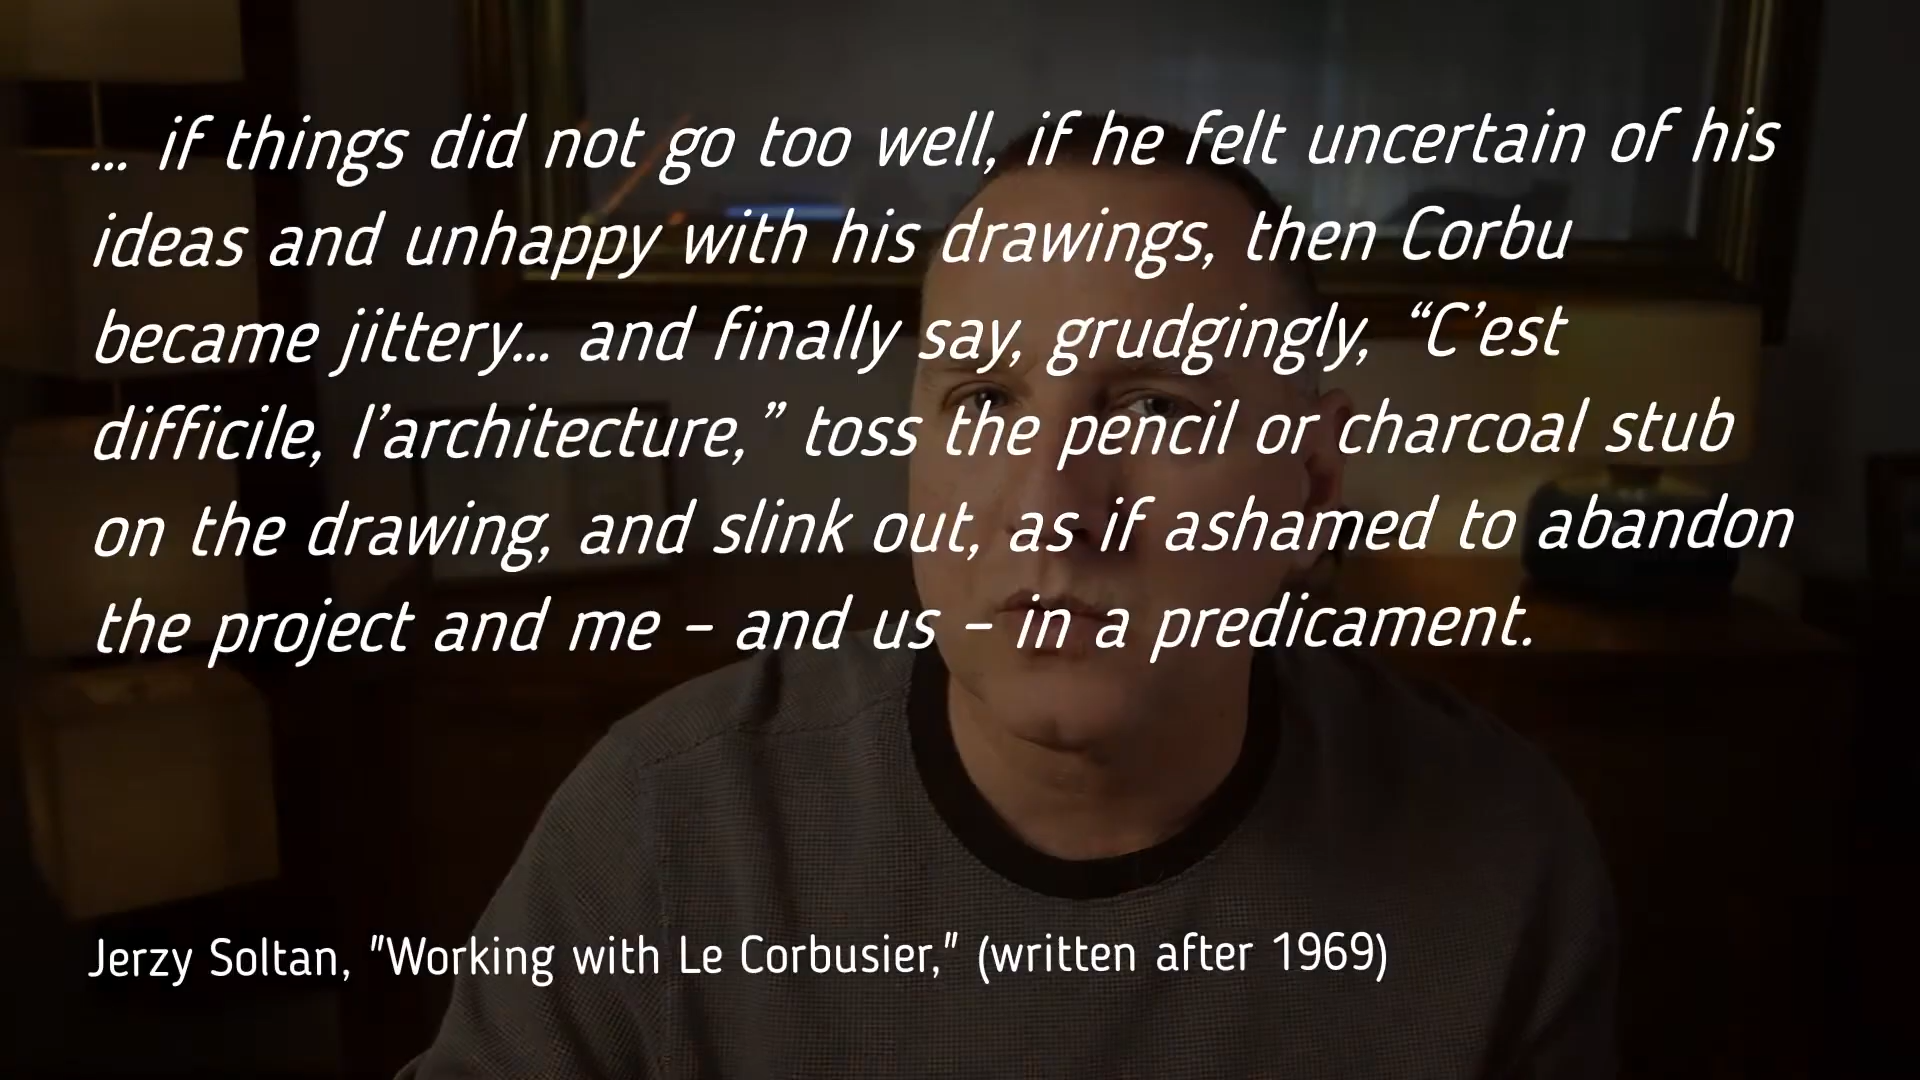 ... if things did not go too well, if he felt uncertain of his
ideas and unhappy with his drawings, then Corbu
became jittery... and finally say, grudgingly, “C’est
difficile, l’architecture,” toss the pencil or charcoal stub
on the drawing, and slink out, as if ashamed to abandon
the project and me – and us – in a predicament.
Jerzy Soltan, "Working with Le Corbusier," (written after 1969)